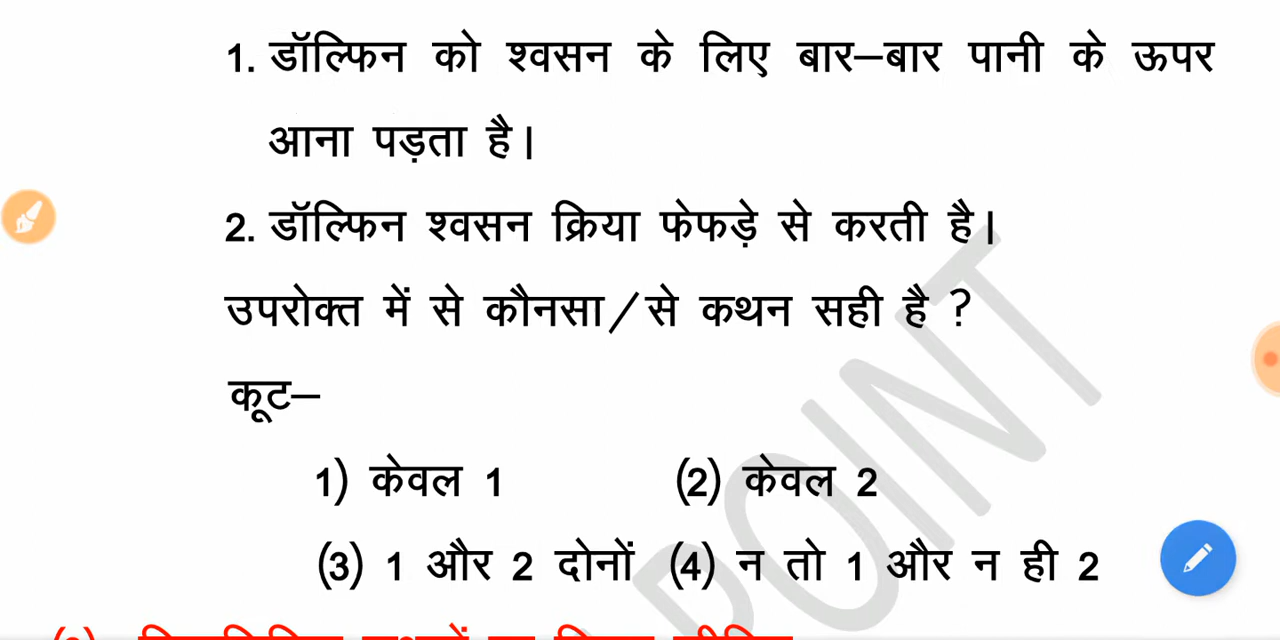 1. डॉल्फिन को श्वसन के लिए बार–बार पानी के ऊपर
आना पड़ता है।
2. डॉल्फिन श्वसन क्रिया फेफड़े से करती है।
उपरोक्त में से कौनसा/से कथन सही है ?
कूट–
1) केवल 1 (2) केवल 2
(3) 1 और 2 दोनों (4) न तो 1 और न ही 2
POINT